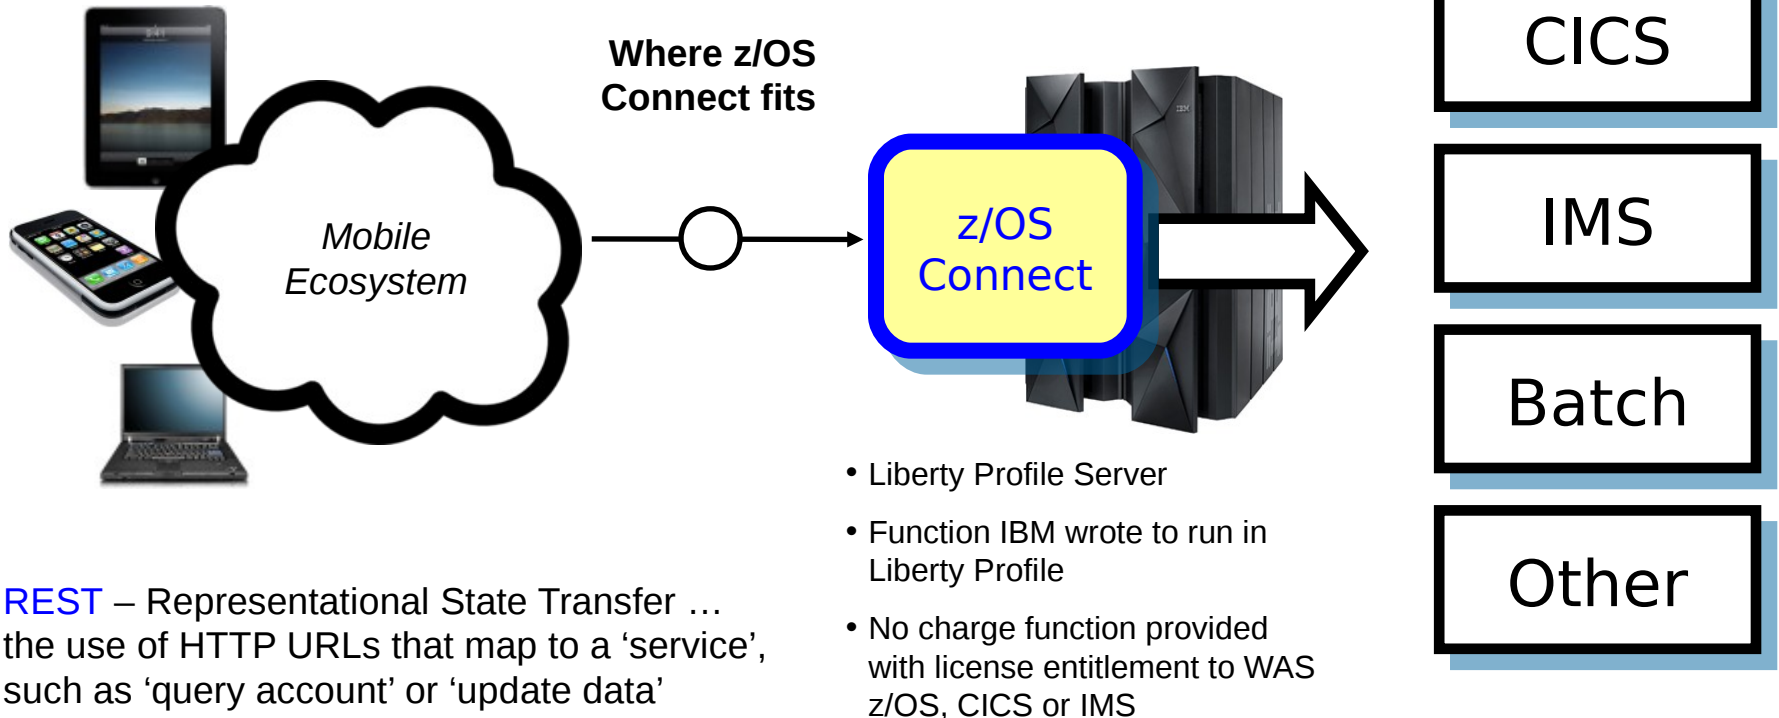 Where z/OS
Connect fits
Mobile
Ecosystem
z/OS
Connect
IBM
CICS
IMS
Batch
Other
• Liberty Profile Server
• Function IBM wrote to run in
Liberty Profile
• No charge function provided
with license entitlement to WAS
z/OS, CICS or IMS
REST – Representational State Transfer …
the use of HTTP URLs that map to a ‘service’,
such as ‘query account’ or ‘update data’